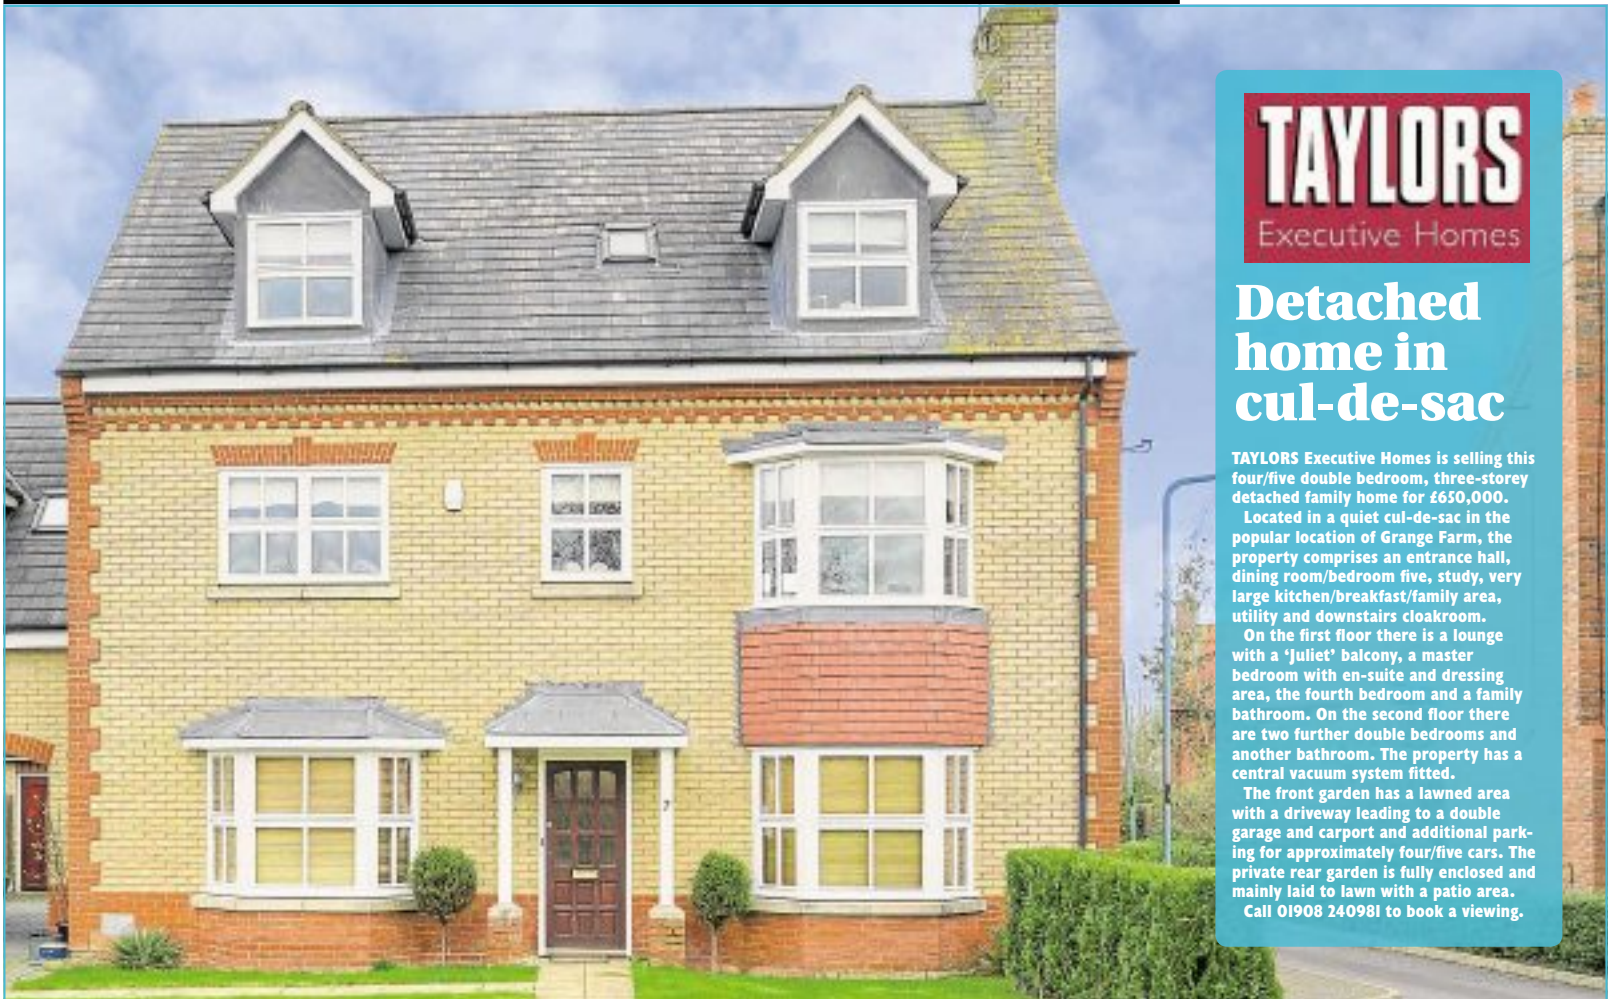 TAYLORS
Executive Homes
Detached
home in
cul-de-sac
TAYLORS Executive Homes is selling this
four/five double bedroom, three-storey
detached family home for £650,000.
Located in a quiet cul-de-sac in the
popular location of Grange Farm, the
property comprises an entrance hall,
dining room/bedroom five, study, very
large kitchen/breakfast/family area,
utility and downstairs cloakroom.
On the first floor there is a lounge
with a ‘Juliet’ balcony, a master
bedroom with en-suite and dressing
area, the fourth bedroom and a family
bathroom. On the second floor there
are two further double bedrooms and
another bathroom. The property has a
central vacuum system fitted.
The front garden has a lawned area
with a driveway leading to a double
garage and carport and additional park-
ing for approximately four/five cars. The
private rear garden is fully enclosed and
mainly laid to lawn with a patio area.
Call 01908 240981 to book a viewing.
7